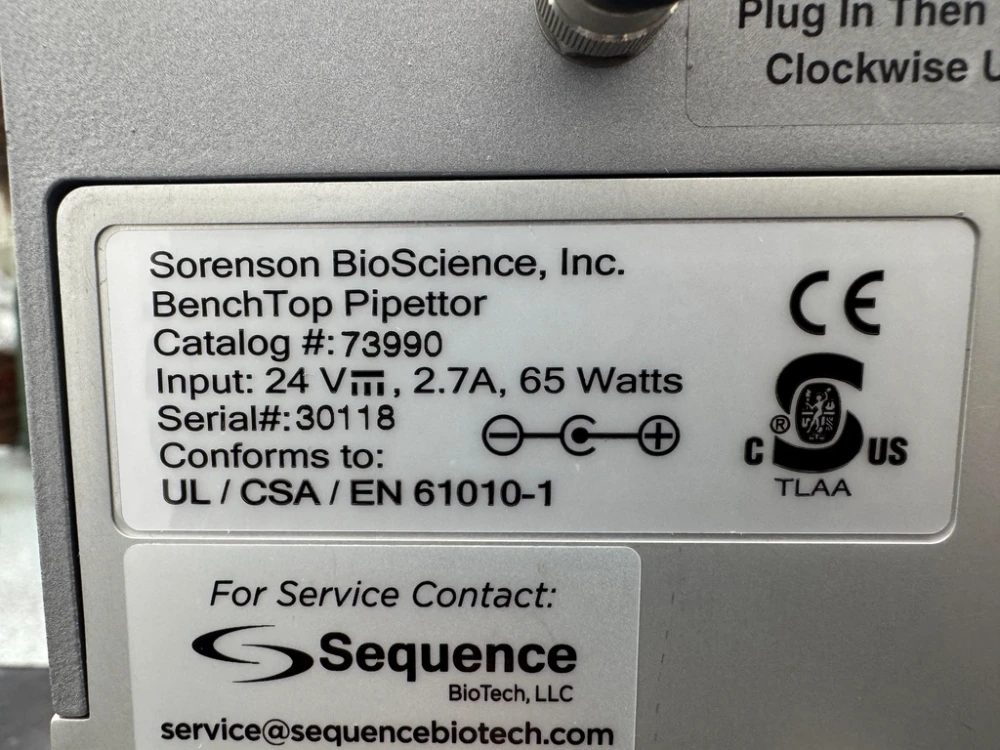 Plug In Then
Clockwise
Sorenson BioScience, Inc.
BenchTop Pipettor
Catalog #: 73990
Input: 24 V⎓, 2.7A, 65 Watts
Serial#: 30118
Conforms to:
UL / CSA / EN 61010-1
CE
® C S US
TLAA
For Service Contact:
Sequence
BioTech, LLC
service@sequencebiotech.com